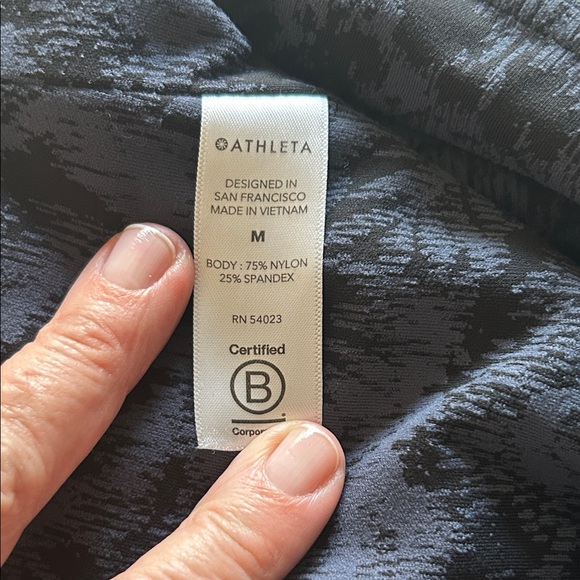 ATHLETA
DESIGNED IN
SAN FRANCISCO
MADE IN VIETNAM
M
BODY : 75% NYLON
25% SPANDEX
RN 54023
Certified
B